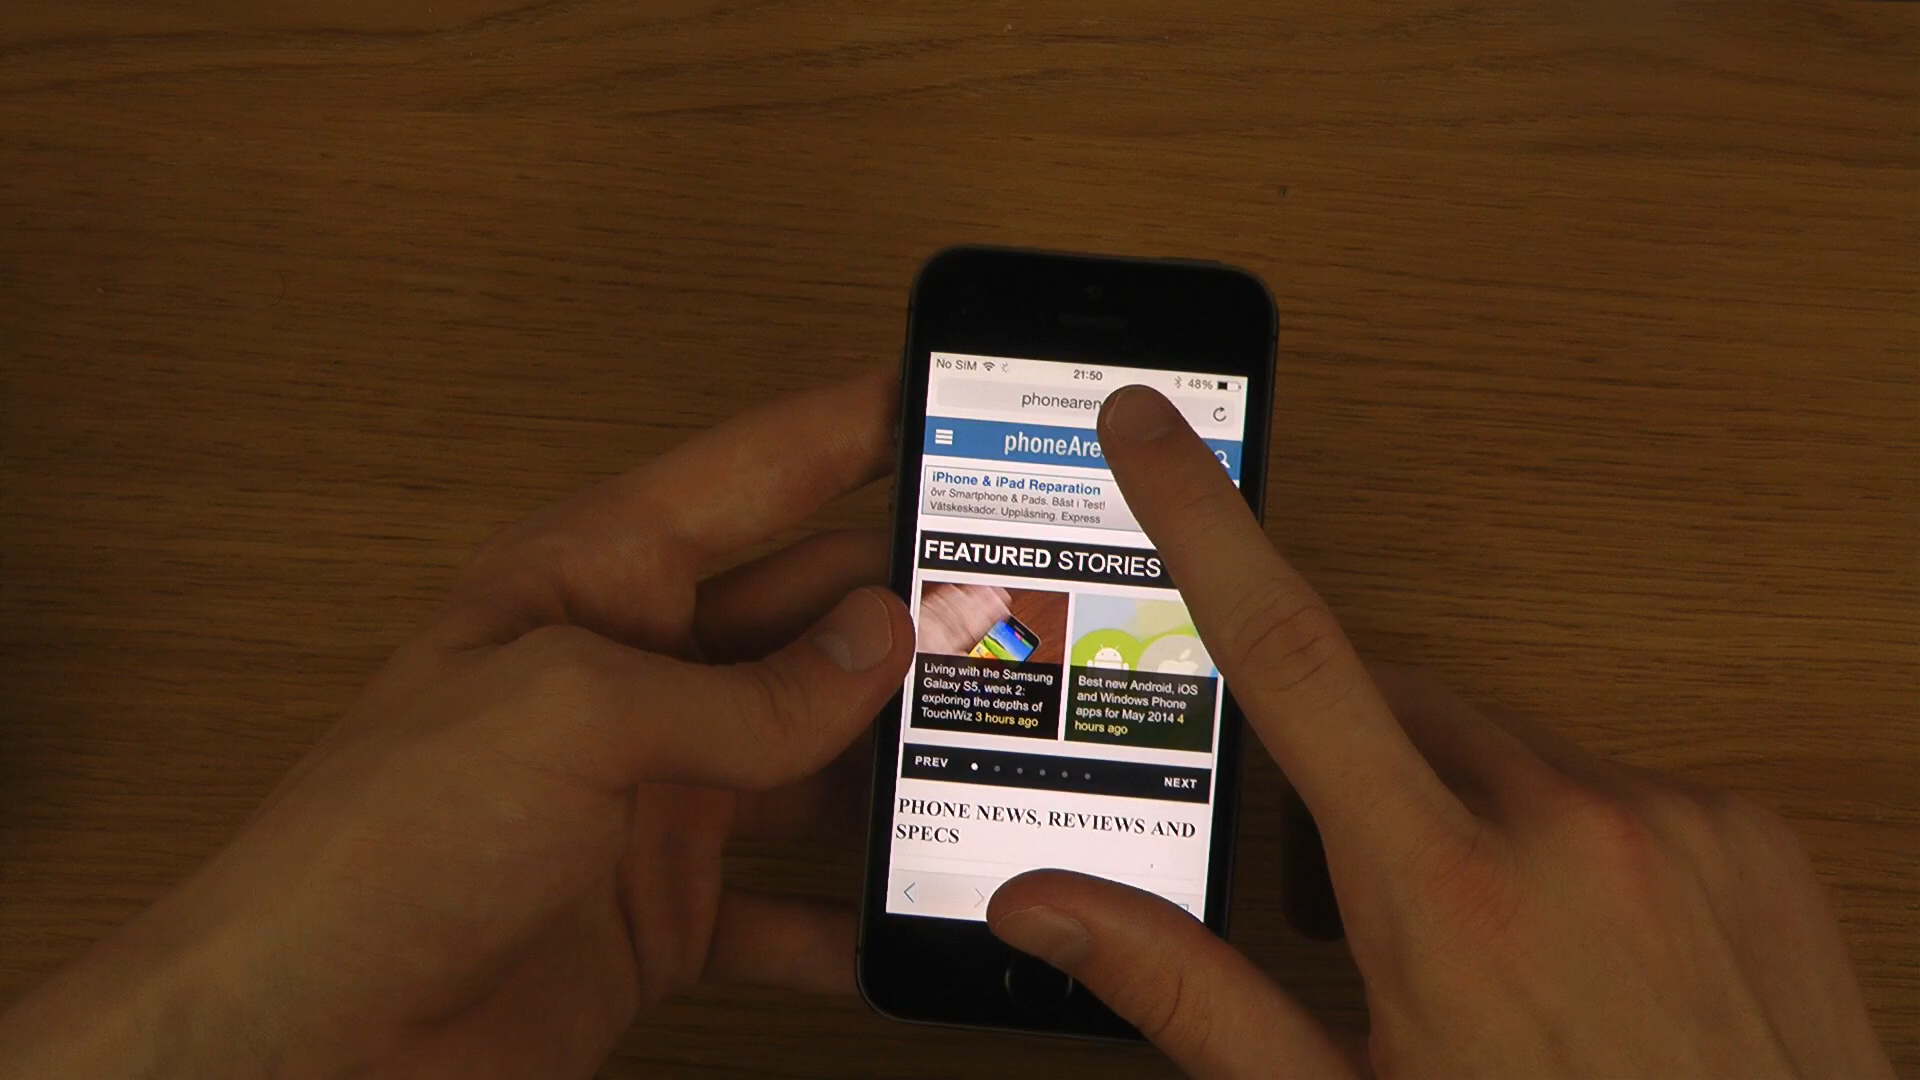 No SIM 21:50 48%
phonearen
phoneAre
iPhone & iPad Reparation
övr Smartphone & Pads. Bäst i Test!
Vätskeskador. Upplåsning. Express
FEATURED STORIES
Living with the Samsung
Galaxy S5, week 2:
exploring the depths of
TouchWiz 3 hours ago
Best new Android, iOS
and Windows Phone
apps for May 2014 4
hours ago
PREV NEXT
PHONE NEWS, REVIEWS AND
SPECS